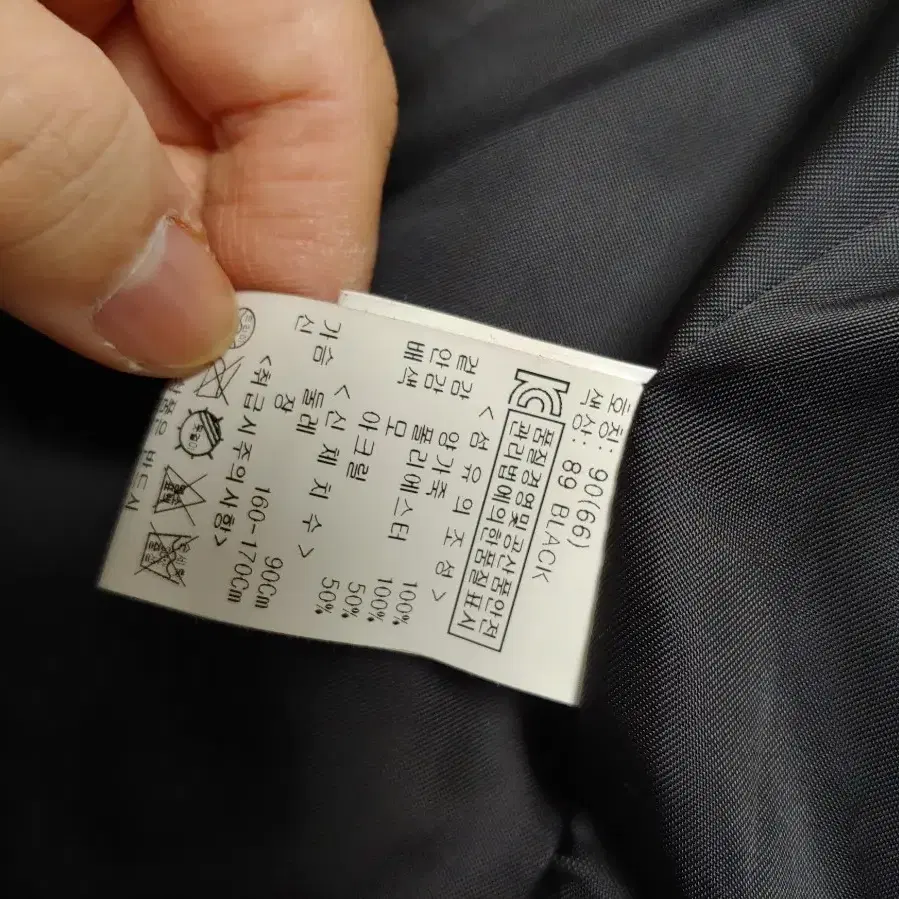 호칭: 90(66)
색상: 89 BLACK
KC 품질경영및공산품안전
관리법에의한품질표시
<섬유의조성>
겉감 양가죽 100%
안감 폴리에스터 100%
배색 모 50%
아크릴 50%
<신체치수>
가슴둘레 90Cm
신장 160-170Cm
<취급시주의사항>
반드시